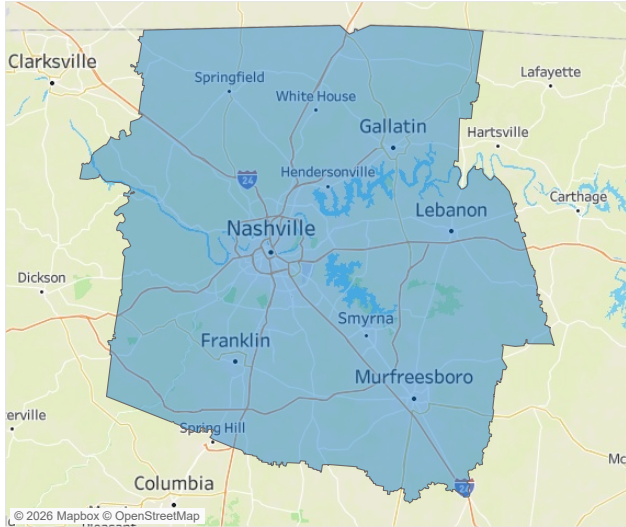 Clarksville
Springfield
White House
Lafayette
Gallatin
Hartsville
24
Hendersonville
Carthage
Lebanon
Nashville
Dickson
Smyrna
Franklin
Murfreesboro
erville
Spring Hill
Mc
Columbia
24
© 2026 Mapbox © OpenStreetMap